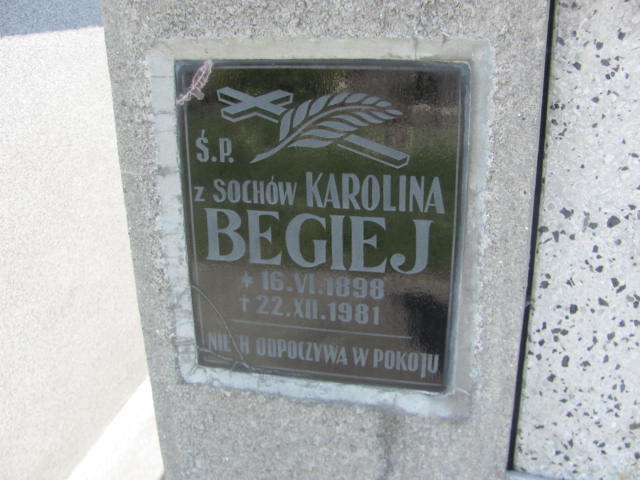 Ś.P.
z SOCHÓW KAROLINA
BEGIEJ
* 16.VI.1898
† 22.XII.1981
NIECH ODPOCZYWA W POKOJU